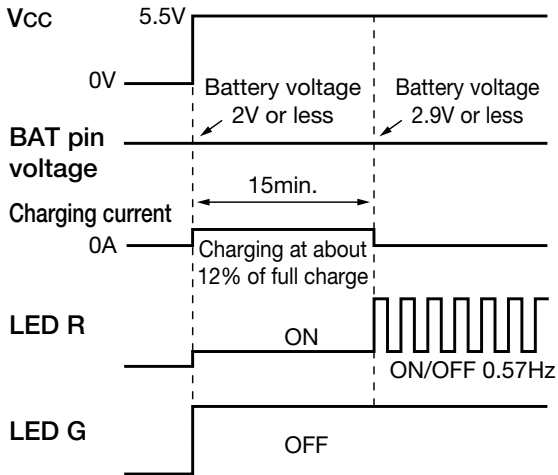 VCC
5.5V
0V
Battery voltage
2V or less
Battery voltage
2.9V or less
BAT pin
voltage
15min.
Charging current
0A
Charging at about
12% of full charge
LED R
ON
ON/OFF 0.57Hz
LED G
OFF